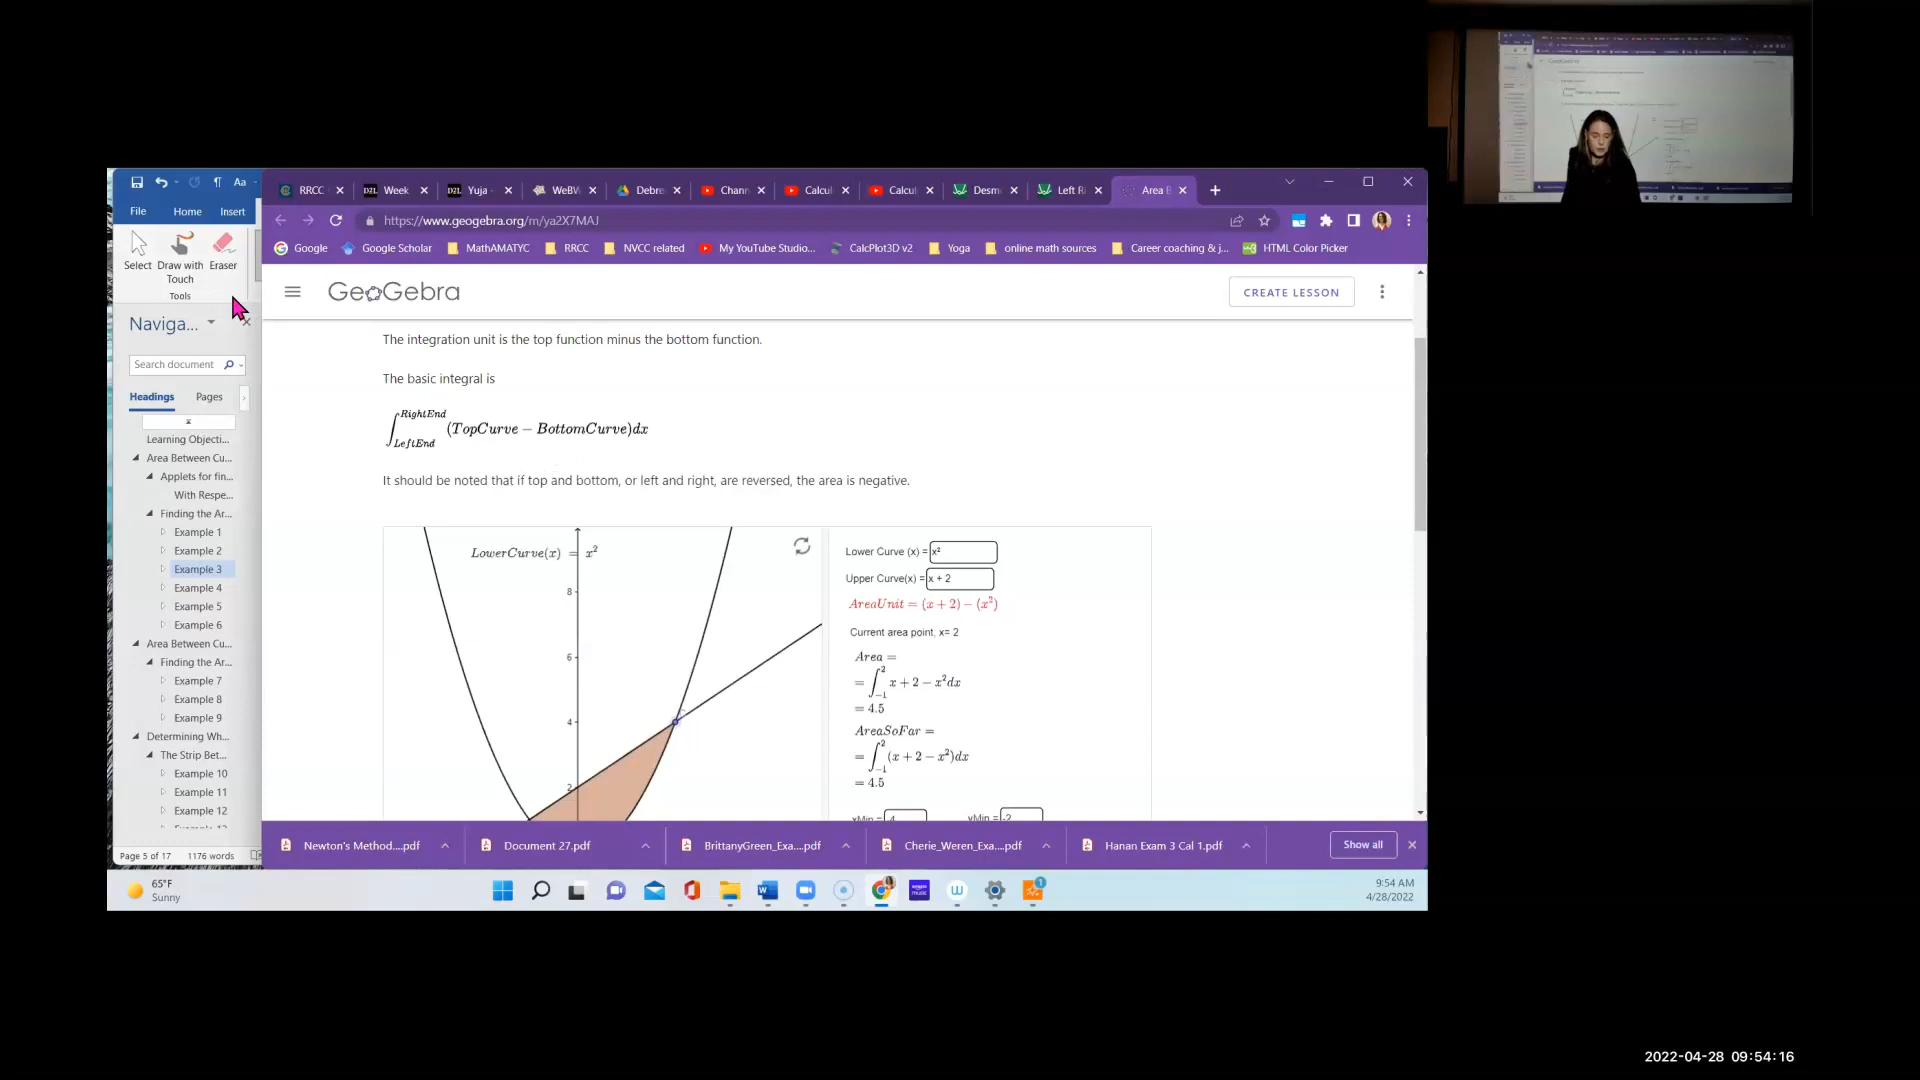 Aa
RRCC
Week
Yuja -
WeBW
Debre
Chann
Calcul
Calcul
Desm
Left Ri
Area B
File
Home
Insert
https://www.geogebra.org/m/ya2X7MAJ
Google
Google Scholar
MathAMATYC
RRCC
NVCC related
My YouTube Studio...
CalcPlot3D v2
Yoga
online math sources
Career coaching & j...
HTML Color Picker
Select
Draw with Touch
Eraser
Tools
GeoGebra
CREATE LESSON
Naviga...
Search document
Headings
Pages
Learning Objecti...
Area Between Cu...
Applets for fin...
With Respe...
Finding the Ar...
Example 1
Example 2
Example 3
Example 4
Example 5
Example 6
Area Between Cu...
Finding the Ar...
Example 7
Example 8
Example 9
Determining Wh...
The Strip Bet...
Example 10
Example 11
Example 12
Page 5 of 17
1176 words
The integration unit is the top function minus the bottom function.
The basic integral is
∫_LeftEnd^RightEnd (TopCurve − BottomCurve)dx
It should be noted that if top and bottom, or left and right, are reversed, the area is negative.
LowerCurve(x) = x²
8
6
4
2
Lower Curve (x) = x²
Upper Curve(x) = x + 2
AreaUnit = (x + 2) − (x²)
Current area point, x= 2
Area =
= ∫_−1^2 x + 2 − x²dx
= 4.5
AreaSoFar =
= ∫_−1^2 (x + 2 − x²)dx
= 4.5
xMin = -4
yMin = -2
Newton's Method....pdf
Document 27.pdf
BrittanyGreen_Exa....pdf
Cherie_Weren_Exa....pdf
Hanan Exam 3 Cal 1.pdf
Show all
65°F
Sunny
9:54 AM
4/28/2022
2022-04-28 09:54:16